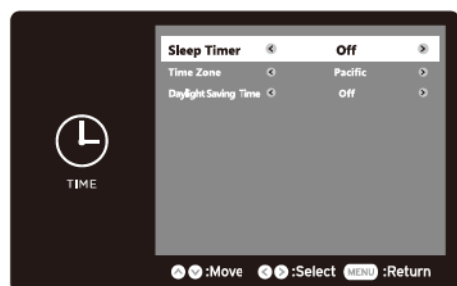 Sleep Timer Off
Time Zone Pacific
Daylight Saving Time Off
TIME
:Move :Select MENU :Return